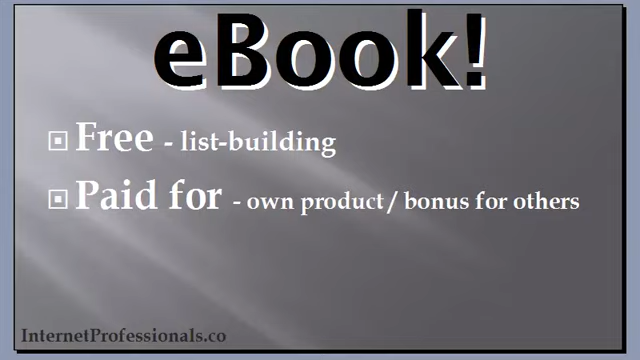 eBook!
Free - list-building
Paid for - own product / bonus for others
InternetProfessionals.co